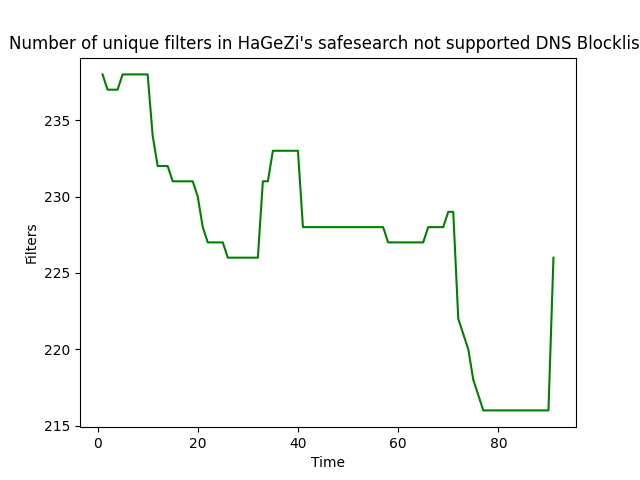 Number of unique filters in HaGeZi's safesearch not supported DNS Blocklis
235
230
225
220
215
Filters
0 20 40 60 80
Time